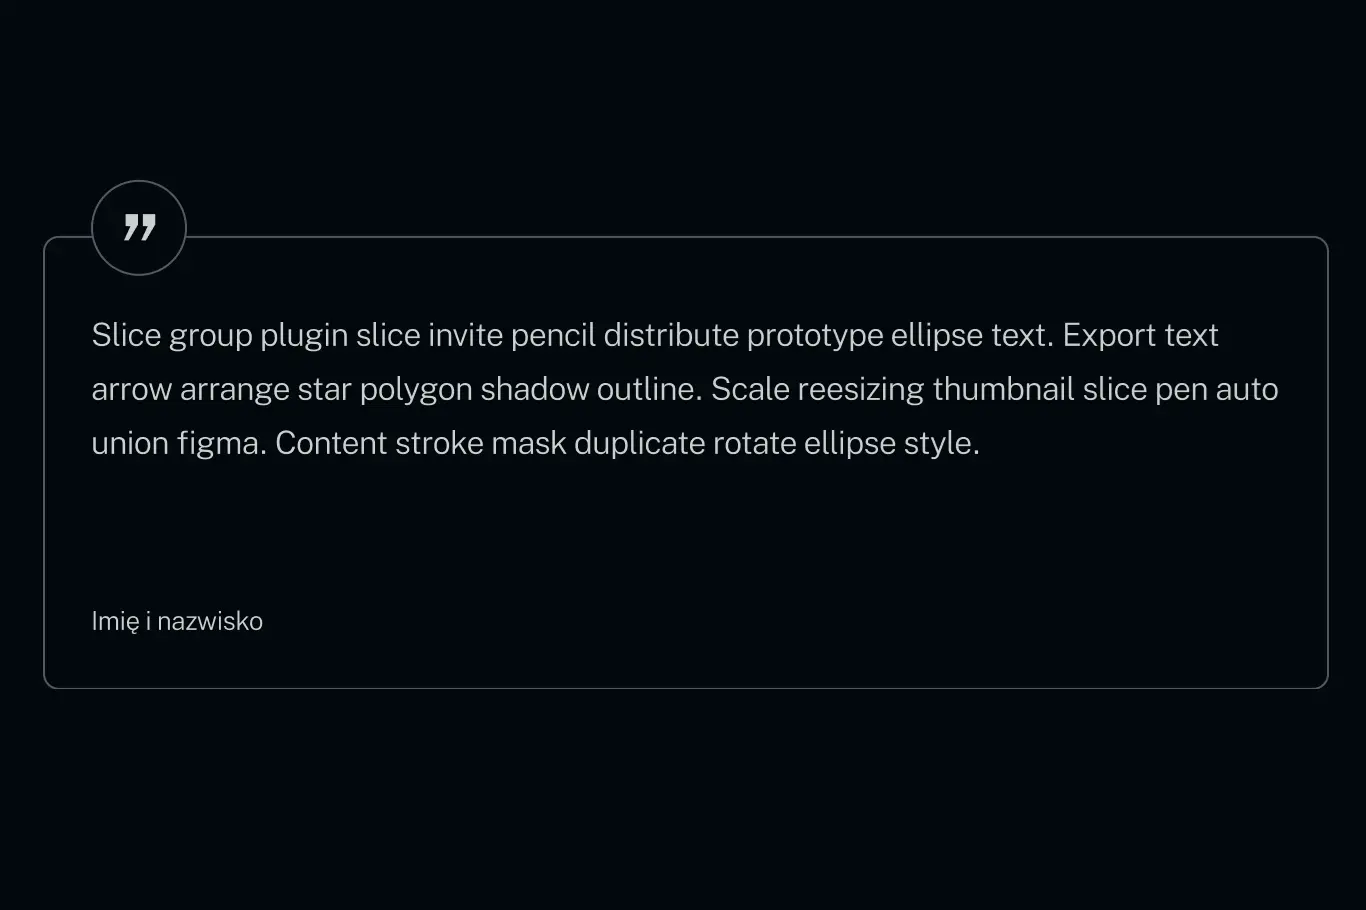 ”
Slice group plugin slice invite pencil distribute prototype ellipse text. Export text
arrow arrange star polygon shadow outline. Scale reesizing thumbnail slice pen auto
union figma. Content stroke mask duplicate rotate ellipse style.
Imię i nazwisko